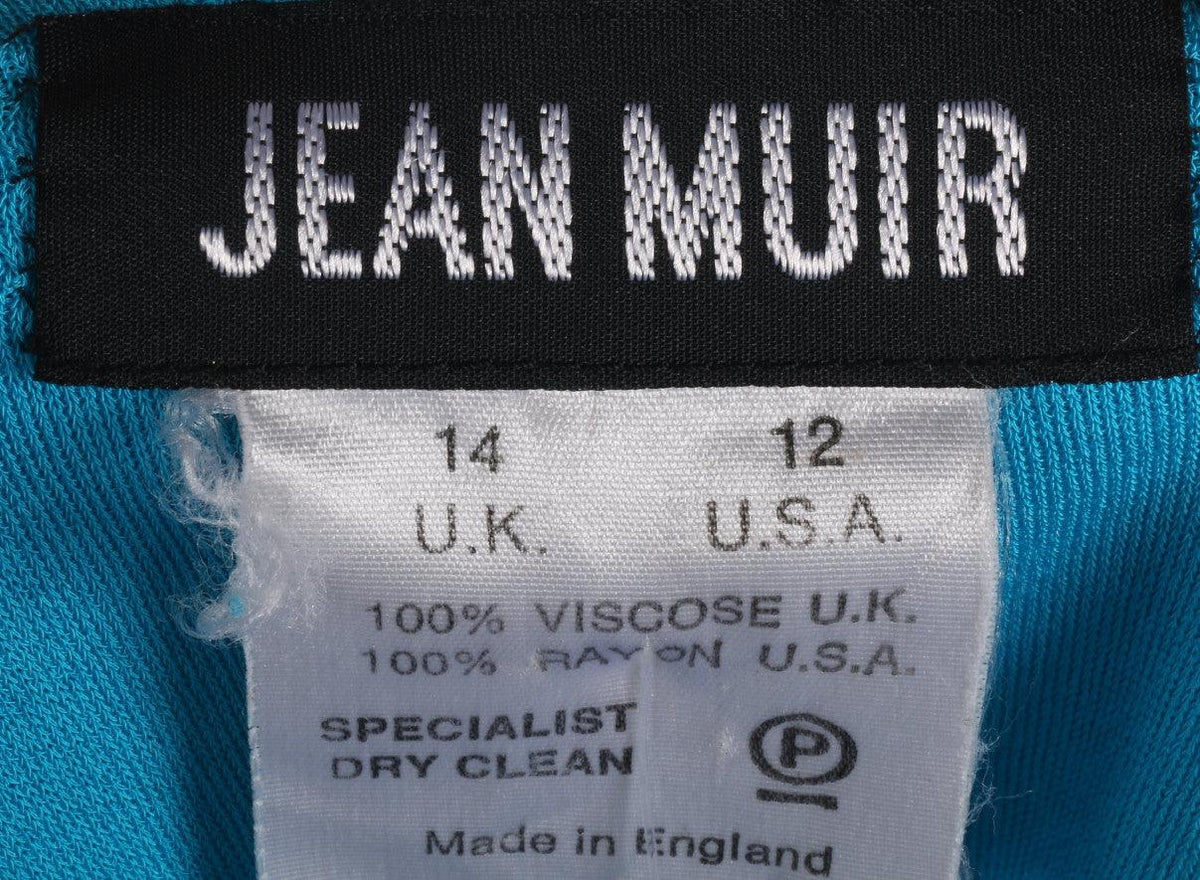 JEAN MUIR
14 12
U.K. U.S.A.
100% VISCOSE U.K.
100% RAYON U.S.A.
SPECIALIST
DRY CLEAN
P
Made in England